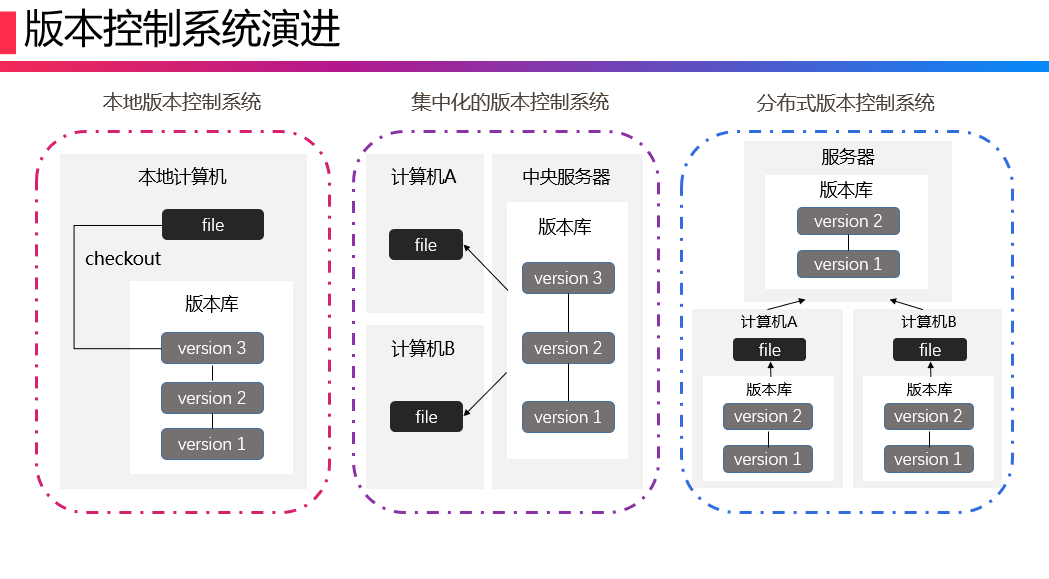 版本控制系统演进
本地版本控制系统
本地计算机
file
checkout
版本库
version 3
version 2
version 1
集中化的版本控制系统
计算机A
file
计算机B
file
中央服务器
版本库
version 3
version 2
version 1
分布式版本控制系统
服务器
版本库
version 2
version 1
计算机A
file
版本库
version 2
version 1
计算机B
file
版本库
version 2
version 1